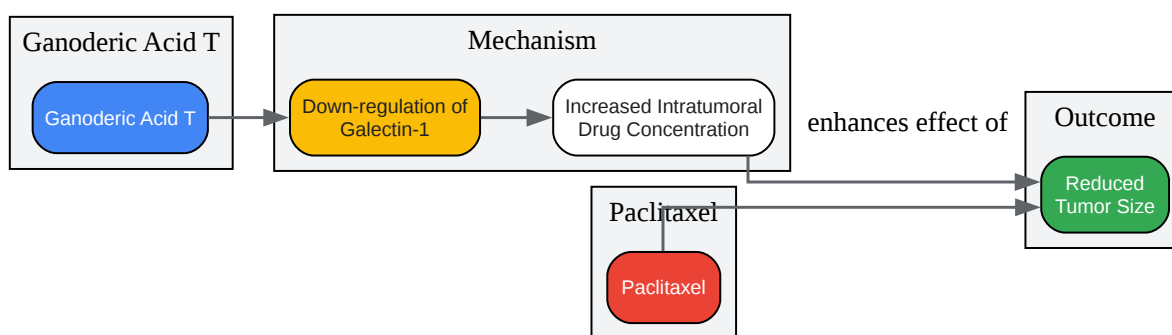 Ganoderic Acid T
Ganoderic Acid T
Mechanism
Down-regulation of
Galectin-1
Increased Intratumoral
Drug Concentration
enhances effect of
Outcome
Reduced
Tumor Size
Paclitaxel
Paclitaxel